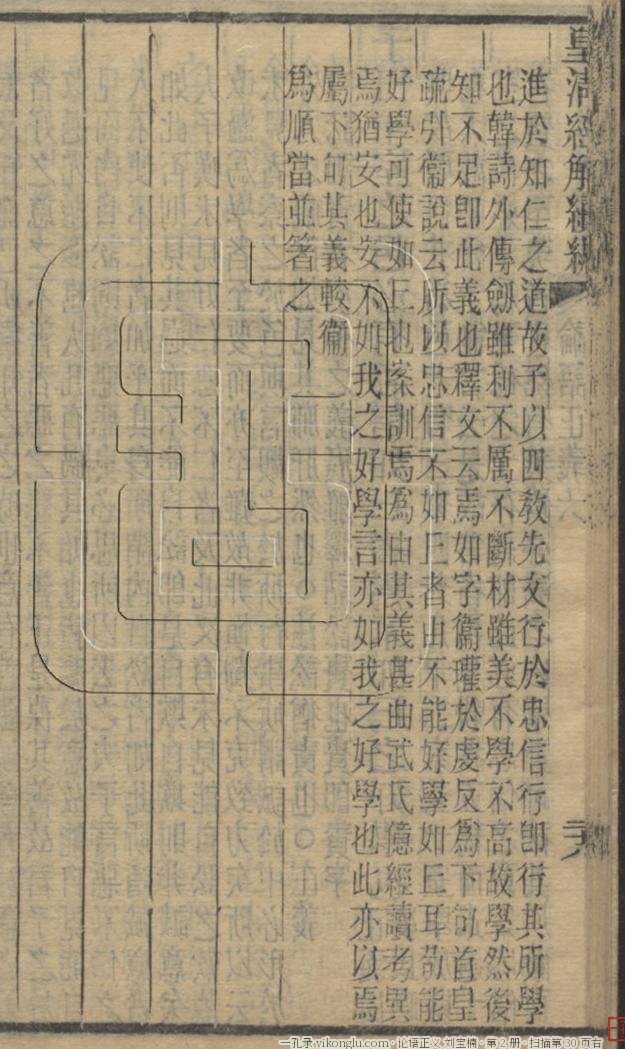 皇清經解續編
論語正義六
進於知仁之道故子以四教先文行於忠信行卽行其所學
也韓詩外傳劒雖利不厲不斷材雖美不學不高故學然後
知不足卽此義也釋文云焉如字衞瓘於虔反爲下句首皇
疏引衞說云所以忠信不如丘者由不能好學如丘耳苟能
好學可使如丘也案訓焉爲由其義甚曲武氏億經讀考異
焉猶安也安不如我之好學言亦如我之好學也此亦以焉
屬下句其義較衞
爲順當並箸之
一孔录yikonglu.com·论语正义 刘宝楠·第2册·扫描第30页右